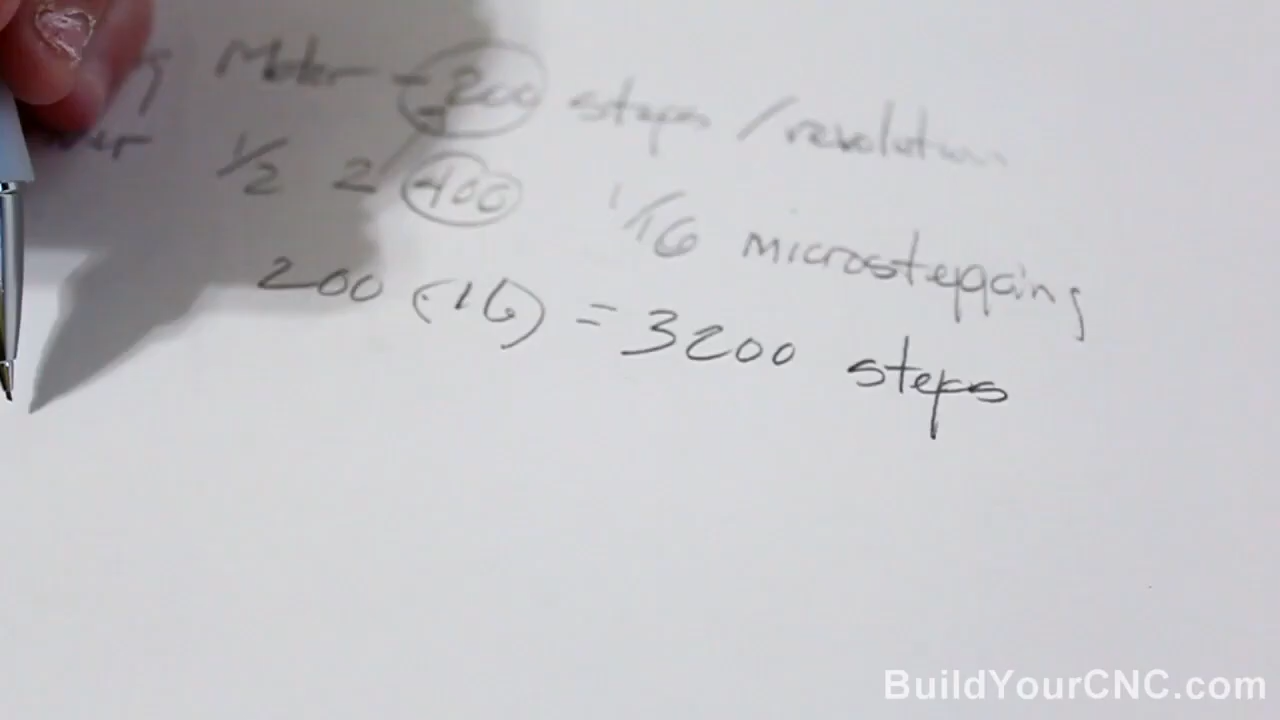 Motor - 200 steps / revolution
1/2 2 400 1/16 microstepping
200 (16) = 3200 steps
BuildYourCNC.com